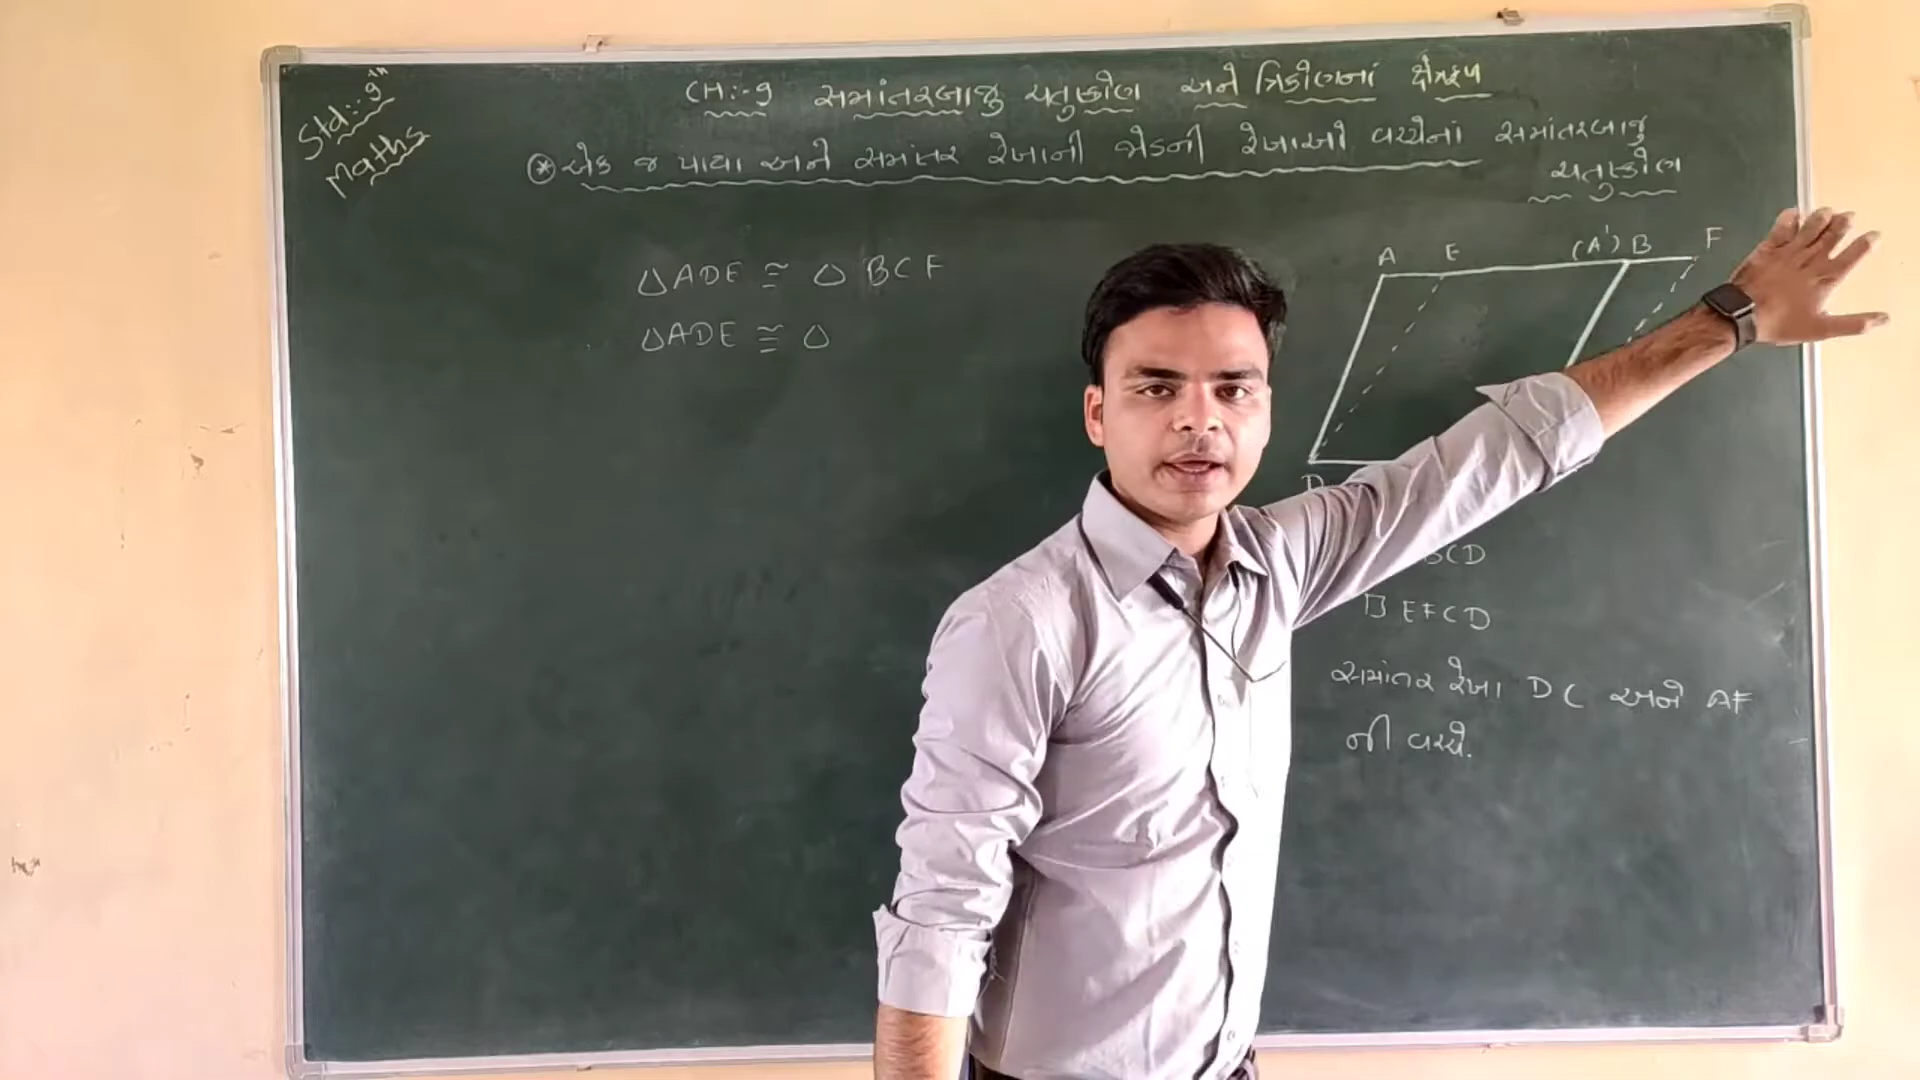 Std:-9th
Maths
CH:-9 સમાંતરબાજુ ચતુષ્કોણ અને ત્રિકોણનાં ક્ષેત્રફળ
* એક જ પાયા અને સમાંતર રેખાની જોડની રેખાઓ વચ્ચેનાં સમાંતરબાજુ
ચતુષ્કોણ
△ADE ≅ △BCF
△ADE ≅ △
A E (A') B F
D
BCD
□ EFCD
સમાંતર રેખા DC અને AF
ની વચ્ચે.